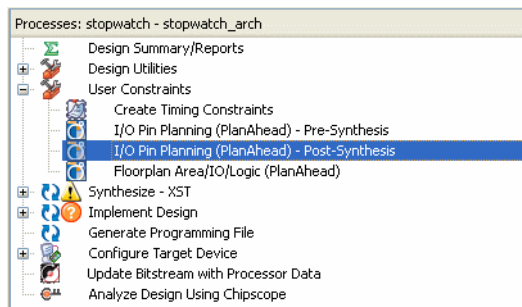 Processes: stopwatch - stopwatch_arch
Design Summary/Reports
Design Utilities
User Constraints
Create Timing Constraints
I/O Pin Planning (PlanAhead) - Pre-Synthesis
I/O Pin Planning (PlanAhead) - Post-Synthesis
Floorplan Area/IO/Logic (PlanAhead)
Synthesize - XST
Implement Design
Generate Programming File
Configure Target Device
Update Bitstream with Processor Data
Analyze Design Using Chipscope